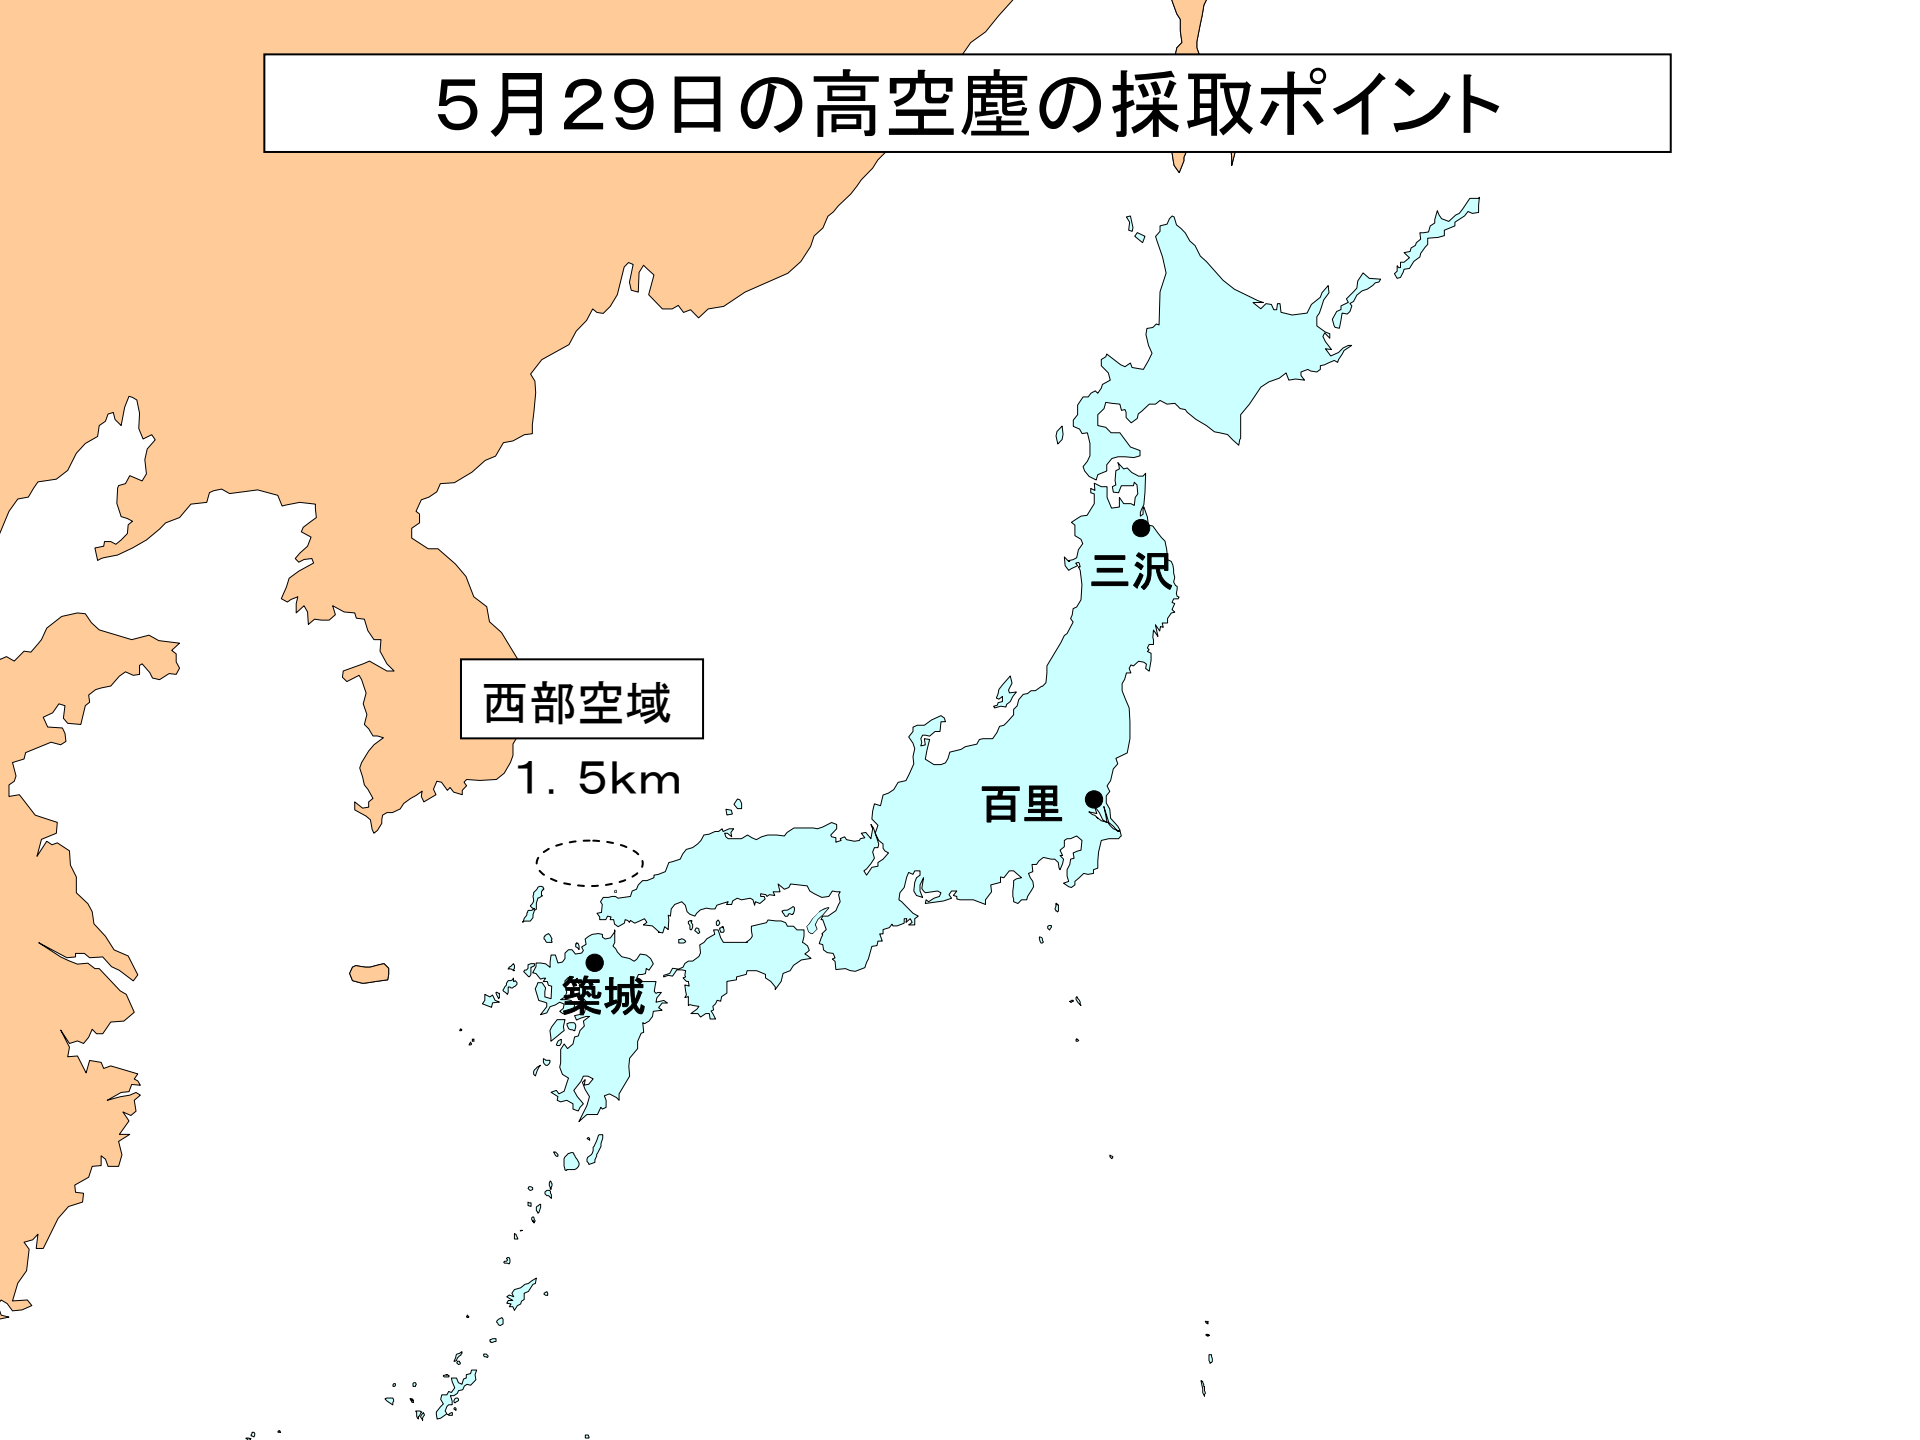 ５月２９日の高空塵の採取ポイント
三沢
西部空域
１．５km
百里
築城